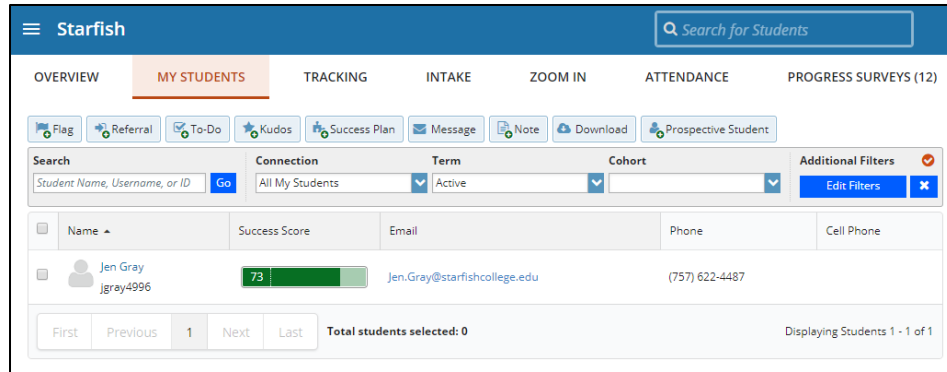 Starfish
Search for Students
OVERVIEW MY STUDENTS TRACKING INTAKE ZOOM IN ATTENDANCE PROGRESS SURVEYS (12)
Flag Referral To-Do Kudos Success Plan Message Note Download Prospective Student
Search Connection Term Cohort Additional Filters
Student Name, Username, or ID Go All My Students Active Edit Filters
Name Success Score Email Phone Cell Phone
Jen Gray
73 Jen.Gray@starfishcollege.edu (757) 622-4487
jgray4996
First Previous 1 Next Last Total students selected: 0 Displaying Students 1 - 1 of 1